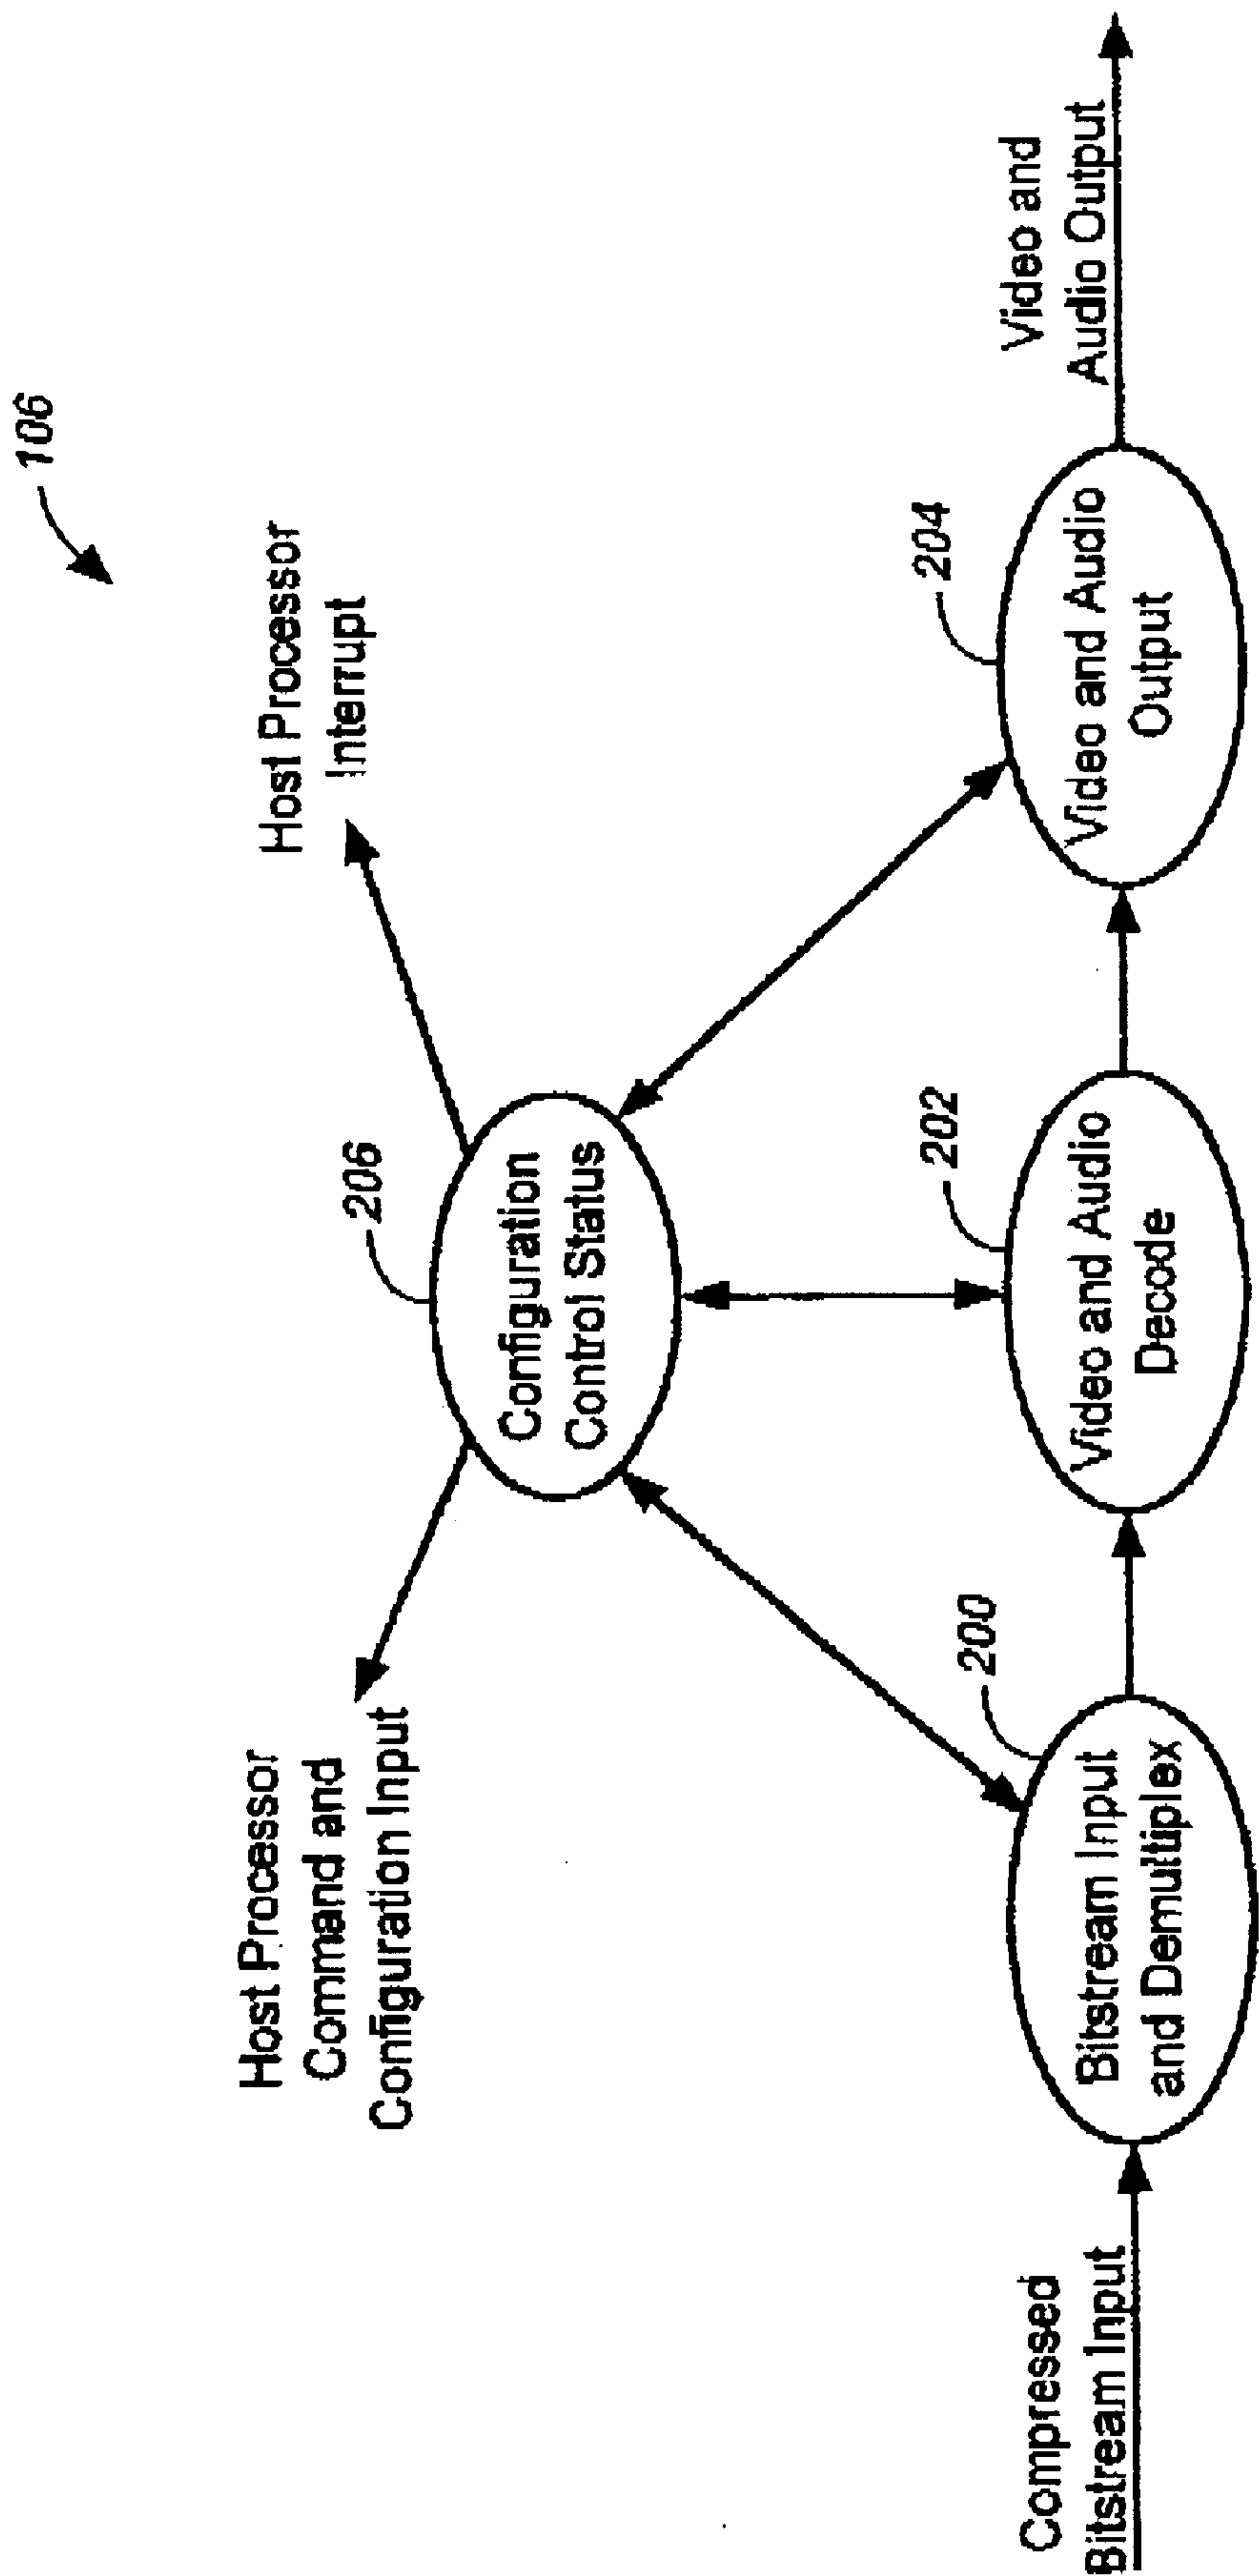 106
Host Processor
Command and
Configuration Input
Host Processor
Interrupt
206
Configuration
Control Status
Compressed
Bitstream Input
200
Bitstream Input
and Demultiplex
202
Video and Audio
Decode
204
Video and Audio
Output
Video and
Audio Output